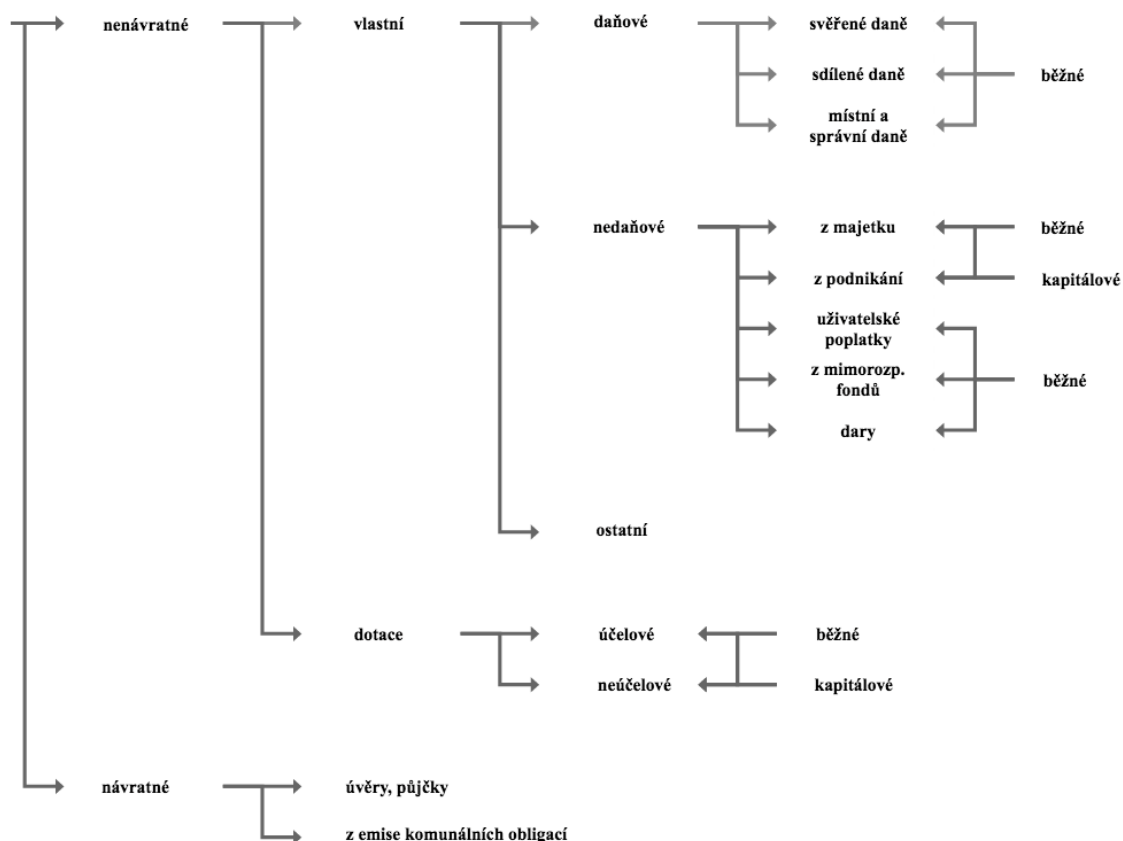 nenávratné
vlastní
daňové
svěřené daně
sdílené daně
běžné
místní a
správní daně
nedaňové
z majetku
běžné
z podnikání
kapitálové
uživatelské
poplatky
z mimorozp.
fondů
běžné
dary
ostatní
dotace
účelové
běžné
neúčelové
kapitálové
návratné
úvěry, půjčky
z emise komunálních obligací